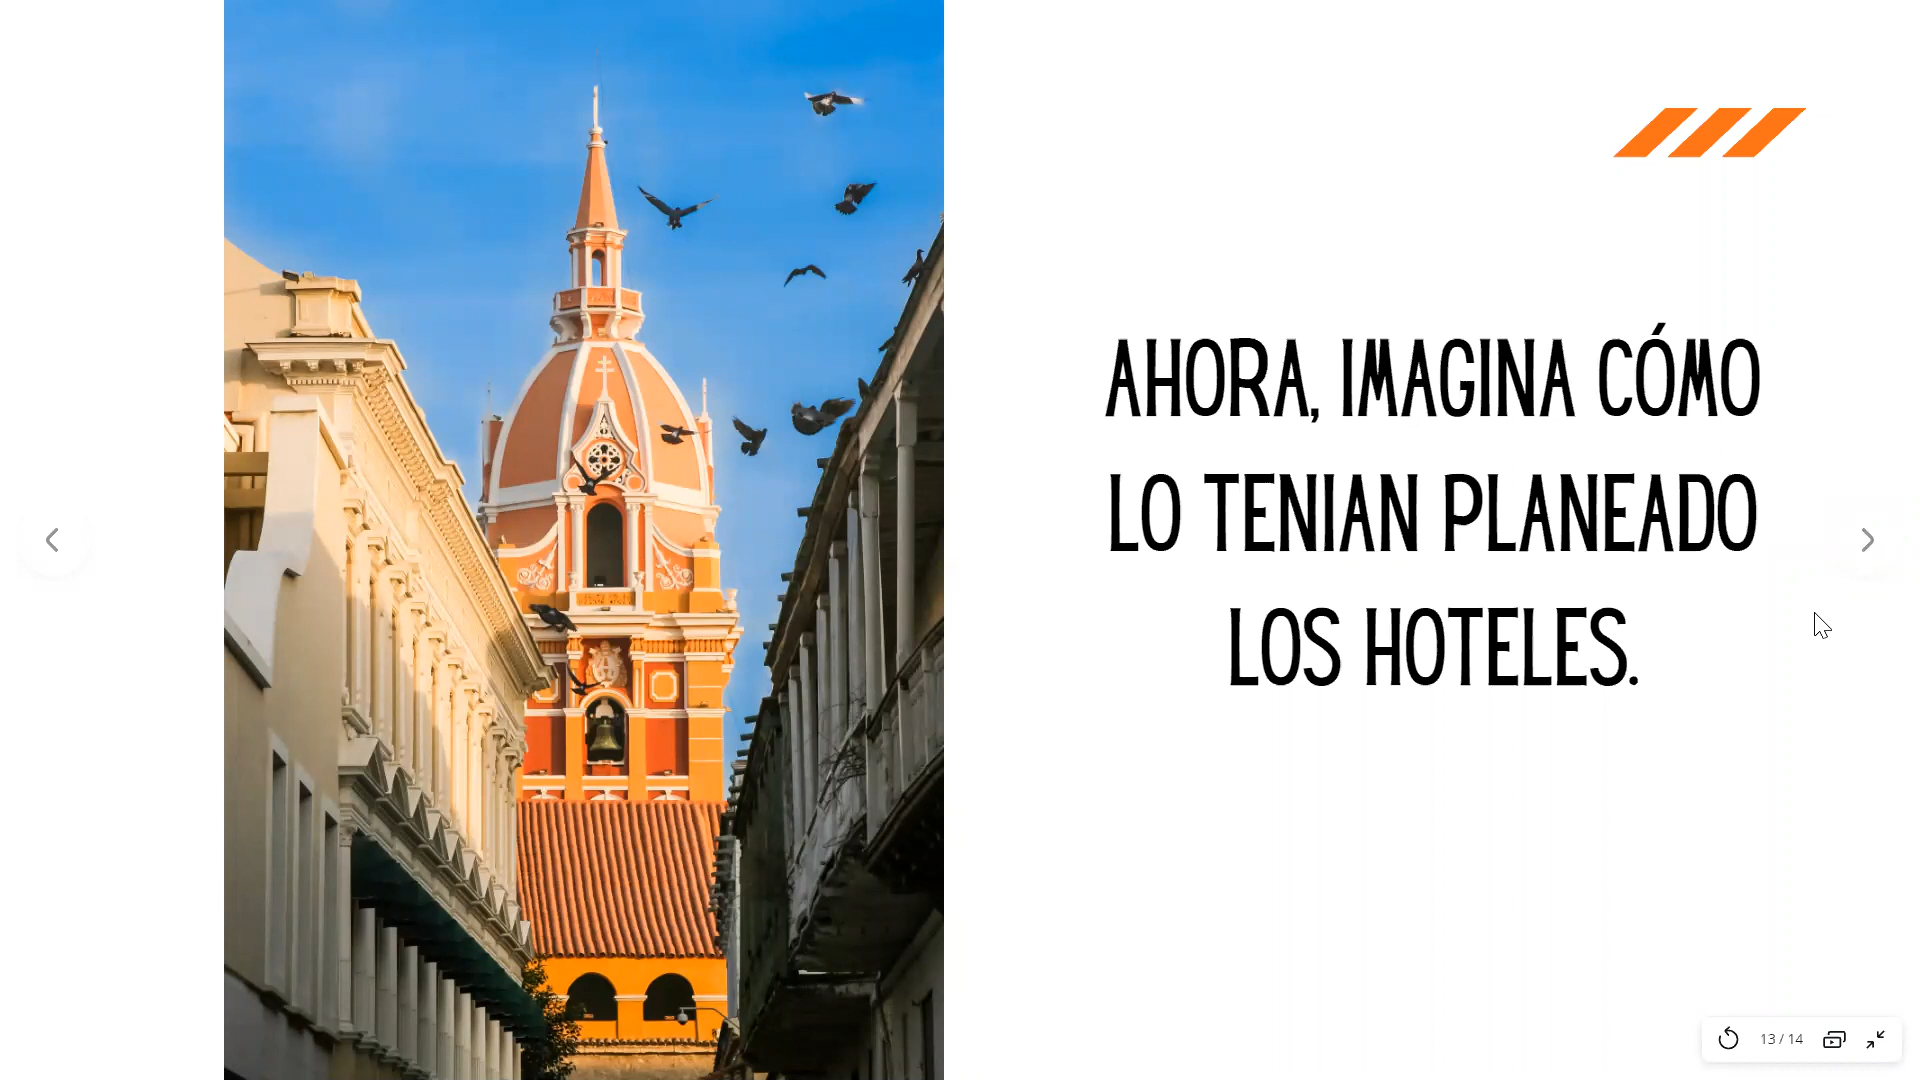 AHORA, IMAGINA CÓMO
LO TENIAN PLANEADO
LOS HOTELES.
13 / 14